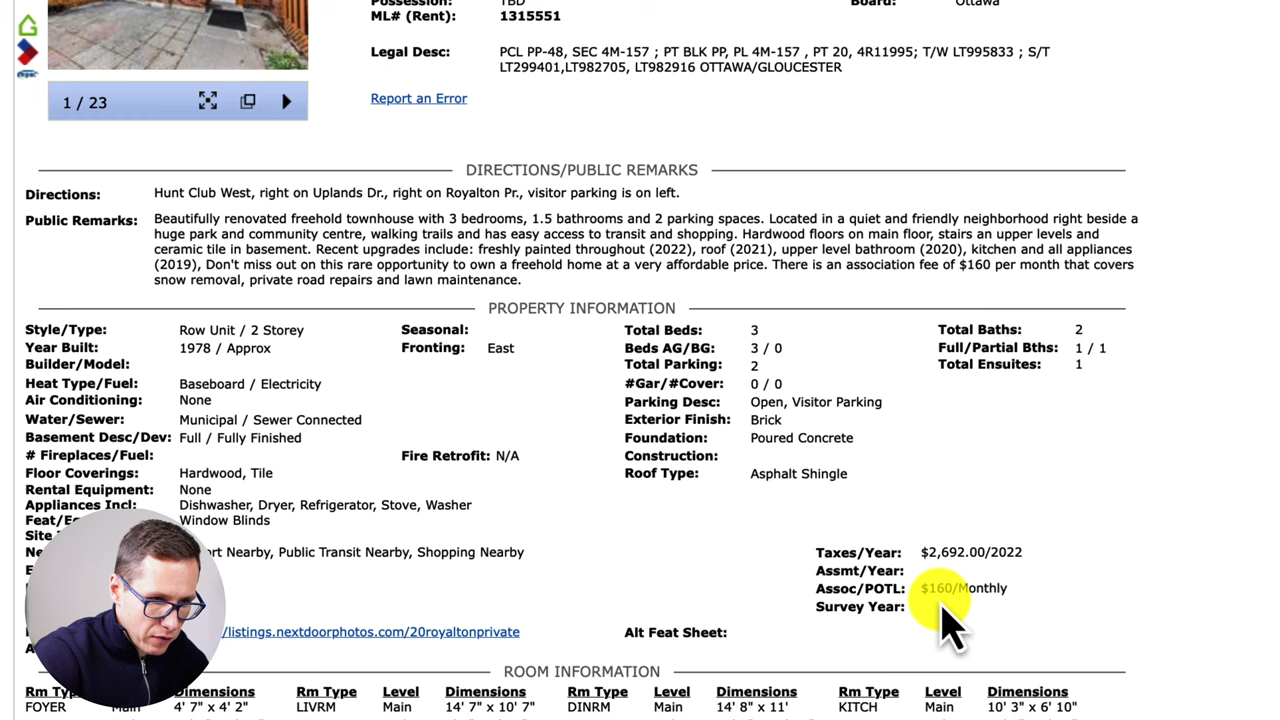 Possession: TBD Board: Ottawa
ML# (Rent): 1315551
Legal Desc: PCL PP-48, SEC 4M-157 ; PT BLK PP, PL 4M-157 , PT 20, 4R11995; T/W LT995833 ; S/T
LT299401,LT982705, LT982916 OTTAWA/GLOUCESTER
1 / 23
Report an Error
DIRECTIONS/PUBLIC REMARKS
Directions: Hunt Club West, right on Uplands Dr., right on Royalton Pr., visitor parking is on left.
Public Remarks: Beautifully renovated freehold townhouse with 3 bedrooms, 1.5 bathrooms and 2 parking spaces. Located in a quiet and friendly neighborhood right beside a
huge park and community centre, walking trails and has easy access to transit and shopping. Hardwood floors on main floor, stairs an upper levels and
ceramic tile in basement. Recent upgrades include: freshly painted throughout (2022), roof (2021), upper level bathroom (2020), kitchen and all appliances
(2019), Don't miss out on this rare opportunity to own a freehold home at a very affordable price. There is an association fee of $160 per month that covers
snow removal, private road repairs and lawn maintenance.
PROPERTY INFORMATION
Style/Type: Row Unit / 2 Storey Seasonal: Total Beds: 3 Total Baths: 2
Year Built: 1978 / Approx Fronting: East Beds AG/BG: 3 / 0 Full/Partial Bths: 1 / 1
Builder/Model: Total Parking: 2 Total Ensuites: 1
Heat Type/Fuel: Baseboard / Electricity #Gar/#Cover: 0 / 0
Air Conditioning: None Parking Desc: Open, Visitor Parking
Water/Sewer: Municipal / Sewer Connected Exterior Finish: Brick
Basement Desc/Dev: Full / Fully Finished Foundation: Poured Concrete
# Fireplaces/Fuel: Fire Retrofit: N/A Construction:
Floor Coverings: Hardwood, Tile Roof Type: Asphalt Shingle
Rental Equipment: None
Appliances Incl: Dishwasher, Dryer, Refrigerator, Stove, Washer
Feat/E Window Blinds
Site
Ne rt Nearby, Public Transit Nearby, Shopping Nearby Taxes/Year: $2,692.00/2022
Assmt/Year:
Assoc/POTL: $160/Monthly
Survey Year:
/listings.nextdoorphotos.com/20royaltonprivate Alt Feat Sheet:
ROOM INFORMATION
Rm Typ Dimensions Rm Type Level Dimensions Rm Type Level Dimensions Rm Type Level Dimensions
FOYER Main 4' 7" x 4' 2" LIVRM Main 14' 7" x 10' 7" DINRM Main 14' 8" x 11' KITCH Main 10' 3" x 6' 10"